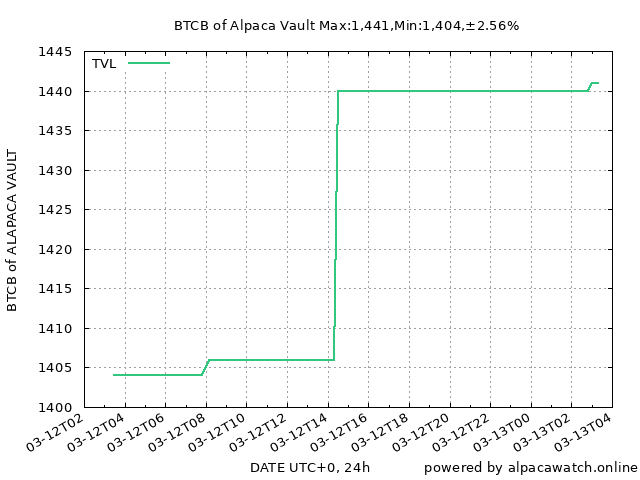 BTCB of Alpaca Vault Max:1,441,Min:1,404,±2.56%
TVL
1445
1440
1435
1430
1425
1420
1415
1410
1405
1400
BTCB of ALAPACA VAULT
03-12T02
03-12T04
03-12T06
03-12T08
03-12T10
03-12T12
03-12T14
03-12T16
03-12T18
03-12T20
03-12T22
03-13T00
03-13T02
03-13T04
DATE UTC+0, 24h
powered by alpacawatch.online